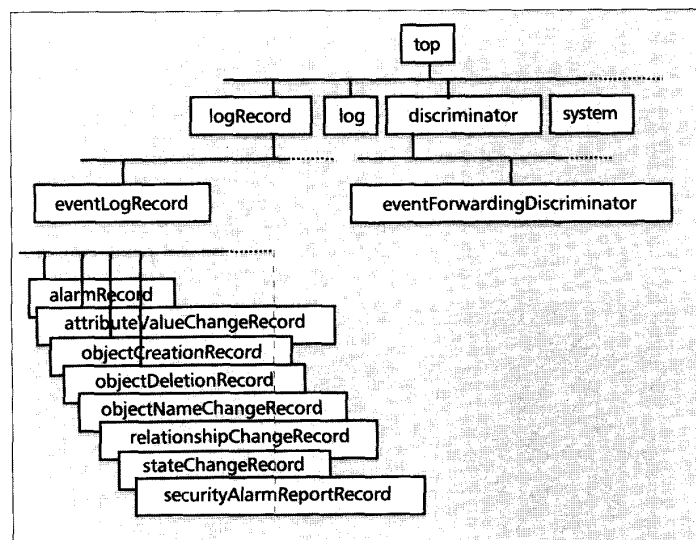 top
logRecord
log
discriminator
system
eventLogRecord
eventForwardingDiscriminator
alarmRecord
attributeValueChangeRecord
objectCreationRecord
objectDeletionRecord
objectNameChangeRecord
relationshipChangeRecord
stateChangeRecord
securityAlarmReportRecord